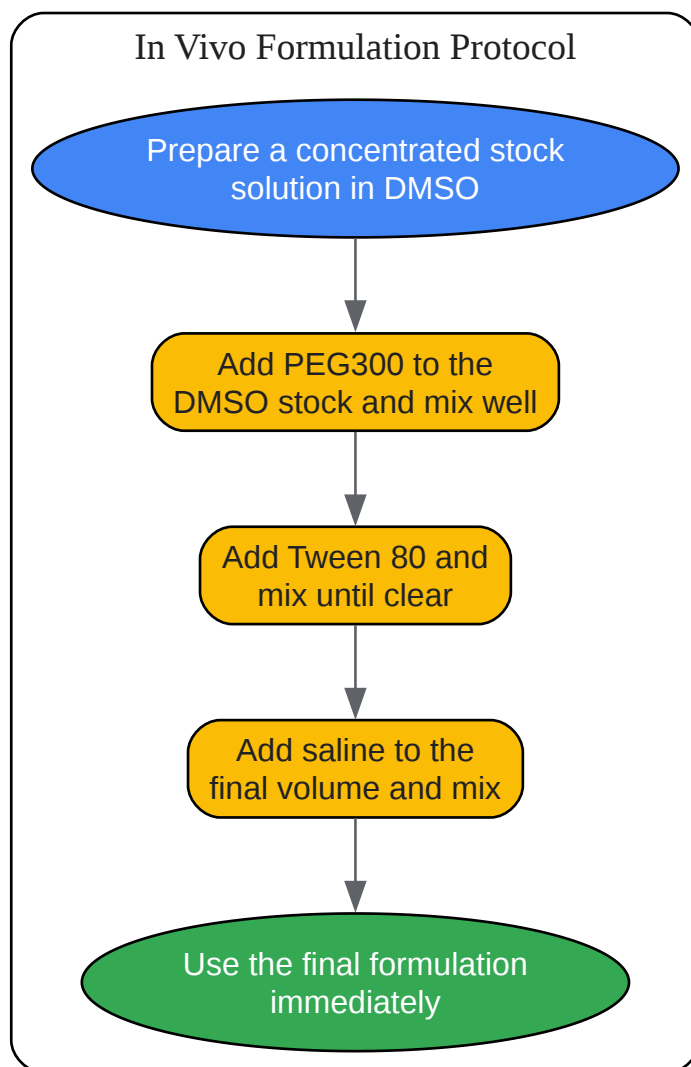 In Vivo Formulation Protocol
Prepare a concentrated stock
solution in DMSO
Add PEG300 to the
DMSO stock and mix well
Add Tween 80 and
mix until clear
Add saline to the
final volume and mix
Use the final formulation
immediately